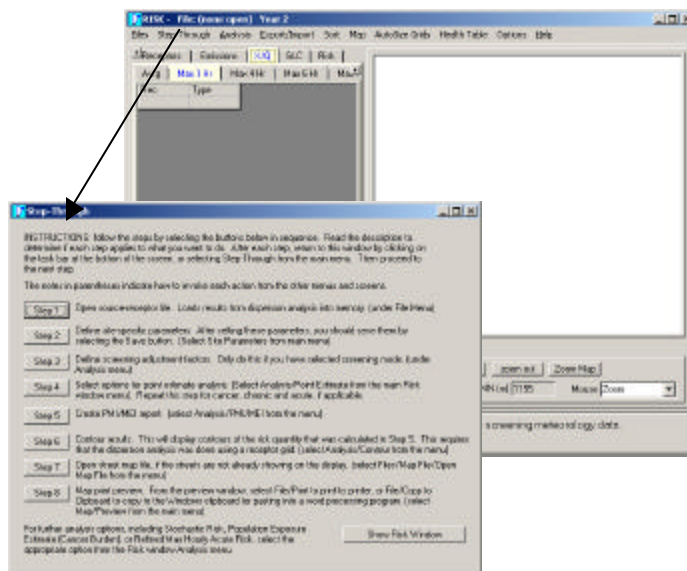 RISK - File: (none open) Year 2
Files Step-Through Analysis Export/Import Sort Map AutoSize Grids Health Table Options Help
Receptors Emissions X/Q GLC Risk
Avg Max 1 Hr Max 4 Hr Max 6 Hr
Rec Type
zoom out Zoom Map
1155 Mouse Zoom
screening meteorology data.
Step-Through
INSTRUCTIONS: follow the steps by selecting the buttons below in sequence. Read the description to
determine if each step applies to what you want to do. After each step, return to this window by clicking on
the task bar at the bottom of the screen, or selecting Step-Through from the main menu. Then proceed to
the next step.
The notes in parentheses indicate how to invoke each action from the other menus and screens.
Step 1 Open source-receptor file. Loads results from dispersion analysis into memory. (under File Menu)
Step 2 Define site-specific parameters. After setting these parameters, you should save them by
selecting the Save button. (Select Site Parameters from main menu)
Step 3 Define screening adjustment factors. Only do this if you have selected screening mode. (under
Analysis menu)
Step 4 Select options for point estimate analysis. (Select Analysis/Point Estimate from the main Risk
window menu). Repeat this step for cancer, chronic and acute, if applicable.
Step 5 Create PMI/MEI report. (select Analysis/PMI/MEI from the menu)
Step 6 Contour results. This will display contours of the risk quantity that was calculated in Step 5. This requires
that the dispersion analysis was done using a receptor grid. (select Analysis/Contour from the menu)
Step 7 Open street map file, if the streets are not already showing on the display. (select Files/Map File/Open
Map File from the menu)
Step 8 Map print preview. From the preview window, select File/Print to print to printer, or File/Copy to
Clipboard to copy to the Windows clipboard for pasting into a word processing program. (select
Map/Preview from the main menu)
For further analysis options, including Stochastic Risk, Population Exposure
Estimate (Cancer Burden), or Refined Max Hourly Acute Risk, select the
appropriate option from the Risk window Analysis menu.
Show Risk Window